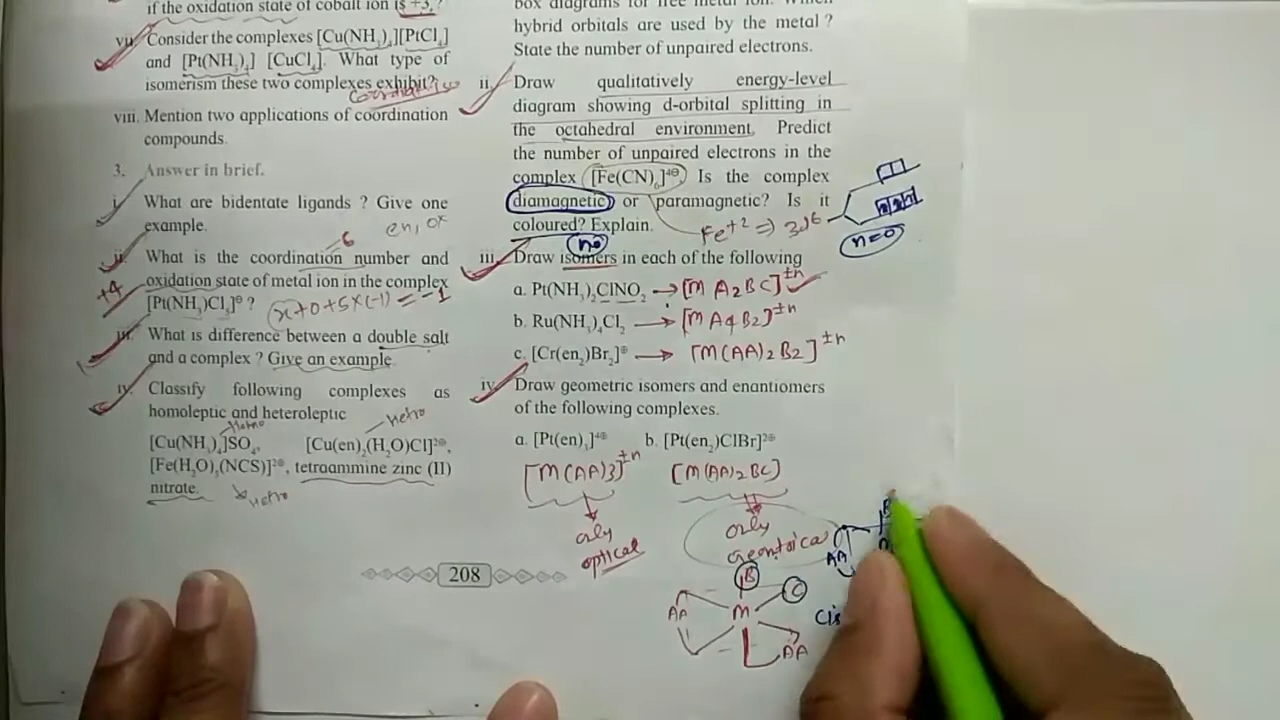 if the oxidation state of cobalt ion is +3 ?
vii. Consider the complexes [Cu(NH3)4][PtCl4]
and [Pt(NH3)4] [CuCl4]. What type of
isomerism these two complexes exhibit?
viii. Mention two applications of coordination
compounds.
3. Answer in brief.
i. What are bidentate ligands ? Give one
example.
en, ox
=6
ii. What is the coordination number and
+4
oxidation state of metal ion in the complex
[Pt(NH3)Cl5]⊖ ?
x+0+5×(-1) = -1
iii. What is difference between a double salt
and a complex ? Give an example.
iv. Classify following complexes as
homoleptic and heteroleptic
Homo
hetro
[Cu(NH3)4]SO4, [Cu(en)2(H2O)Cl]2⊕,
[Fe(H2O)5(NCS)]2⊕, tetraammine zinc (II)
nitrate.
Hetro
208
box diagrams for free metal ion. Which
hybrid orbitals are used by the metal ?
State the number of unpaired electrons.
ii. Draw qualitatively energy-level
diagram showing d-orbital splitting in
the octahedral environment. Predict
the number of unpaired electrons in the
complex [Fe(CN)6]4⊖. Is the complex
diamagnetic or paramagnetic? Is it
coloured? Explain.
Fe+2 ⇒ 3d6
n=0
no
iii. Draw isomers in each of the following
a. Pt(NH3)2ClNO2 → [M A2BC]±n
b. Ru(NH3)4Cl2 → [M A4 B2]±n
c. [Cr(en2)Br2]⊕ → [M(AA)2 B2]±n
iv. Draw geometric isomers and enantiomers
of the following complexes.
a. [Pt(en)3]4⊕ b. [Pt(en2)ClBr]2⊕
[M(AA)3]±n [M(AA)2 BC]
only
optical
only
B
AA
B
C
AA
M
AA
Cis